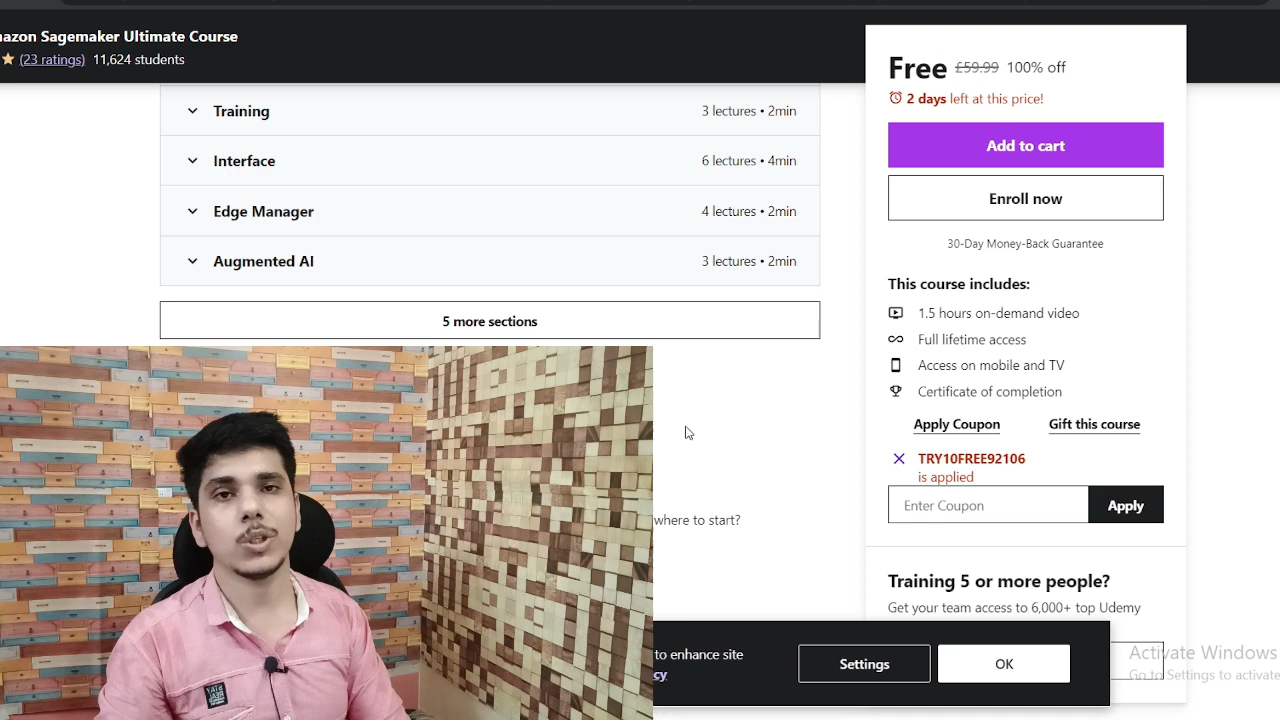 azon Sagemaker Ultimate Course
(23 ratings) 11,624 students
Training 3 lectures • 2min
Interface 6 lectures • 4min
Edge Manager 4 lectures • 2min
Augmented AI 3 lectures • 2min
5 more sections
where to start?
Free £59.99 100% off
2 days left at this price!
Add to cart
Enroll now
30-Day Money-Back Guarantee
This course includes:
1.5 hours on-demand video
Full lifetime access
Access on mobile and TV
Certificate of completion
Apply Coupon Gift this course
TRY10FREE92106
is applied
Enter Coupon Apply
Training 5 or more people?
Get your team access to 6,000+ top Udemy
to enhance site
cy
Settings OK
Activate Windows
Go to Settings to activate